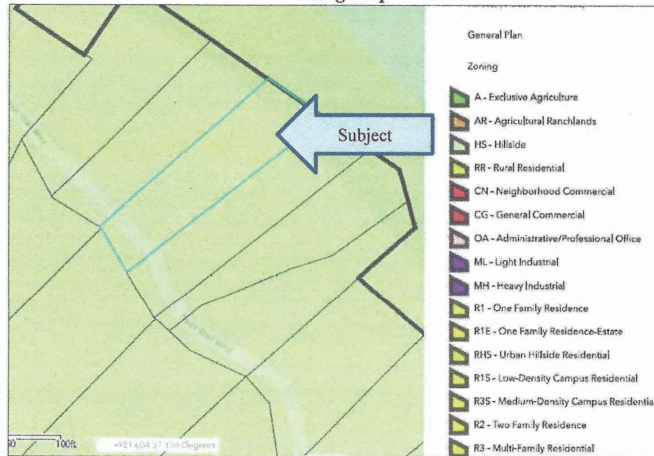 Subject
100ft
General Plan
Zoning
A - Exclusive Agriculture
AR - Agricultural Ranchlands
HS - Hillside
RR - Rural Residential
CN - Neighborhood Commercial
CG - General Commercial
OA - Administrative/Professional Office
ML - Light Industrial
MH - Heavy Industrial
R1 - One Family Residence
R1E - One Family Residence-Estate
RHS - Urban Hillside Residential
R1S - Low-Density Campus Residential
R3S - Medium-Density Campus Residentia
R2 - Two Family Residence
R3 - Multi-Family Residential